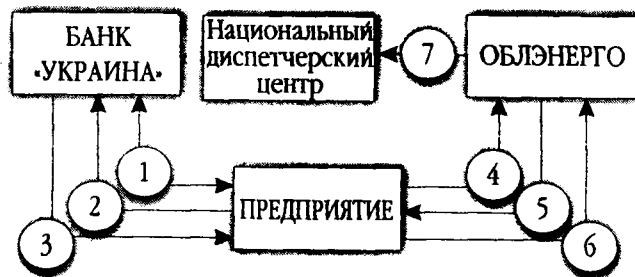 БАНК
«УКРАИНА»
Национальный
диспетчерский
центр
7
ОБЛЭНЕРГО
1
2
3
ПРЕДПРИЯТИЕ
4
5
6